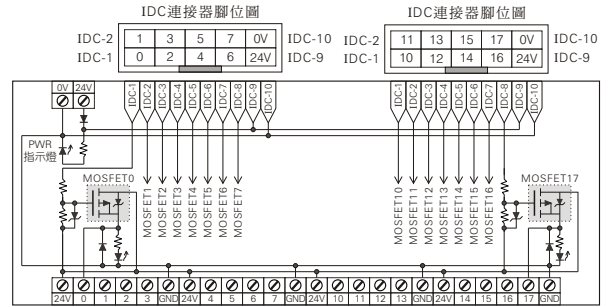 IDC連接器腳位圖
IDC-2 1 3 5 7 0V IDC-10
IDC-1 0 2 4 6 24V IDC-9
IDC連接器腳位圖
IDC-2 11 13 15 17 0V IDC-10
IDC-1 10 12 14 16 24V IDC-9
0V 24V
IDC-1 IDC-2 IDC-3 IDC-4 IDC-5 IDC-6 IDC-7 IDC-8 IDC-9 IDC-10
IDC-1 IDC-2 IDC-3 IDC-4 IDC-5 IDC-6 IDC-7 IDC-8 IDC-9 IDC-10
PWR
指示燈
MOSFET0
MOSFET1 MOSFET2 MOSFET3 MOSFET4 MOSFET5 MOSFET6 MOSFET7
MOSFET10 MOSFET11 MOSFET12 MOSFET13 MOSFET14 MOSFET15 MOSFET16
MOSFET17
24V 0 1 2 3 GND 24V 4 5 6 7 GND 24V 10 11 12 13 GND 24V 14 15 16 17 GND